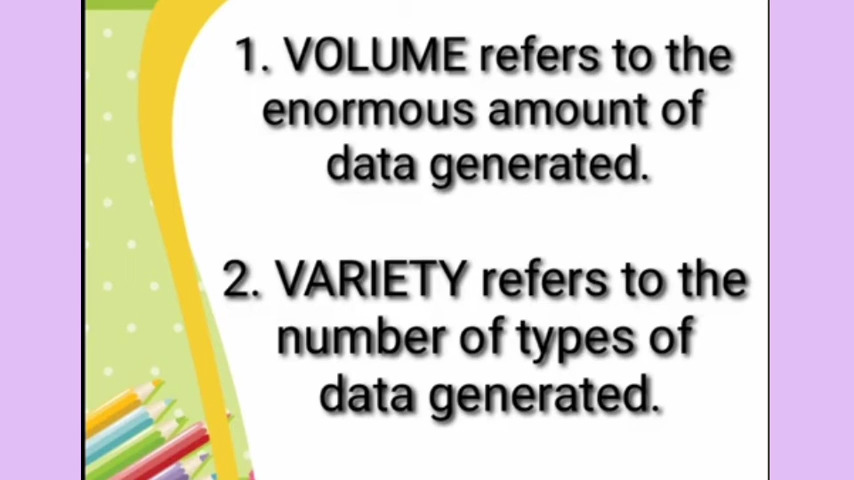 1. VOLUME refers to the
enormous amount of
data generated.
2. VARIETY refers to the
number of types of
data generated.